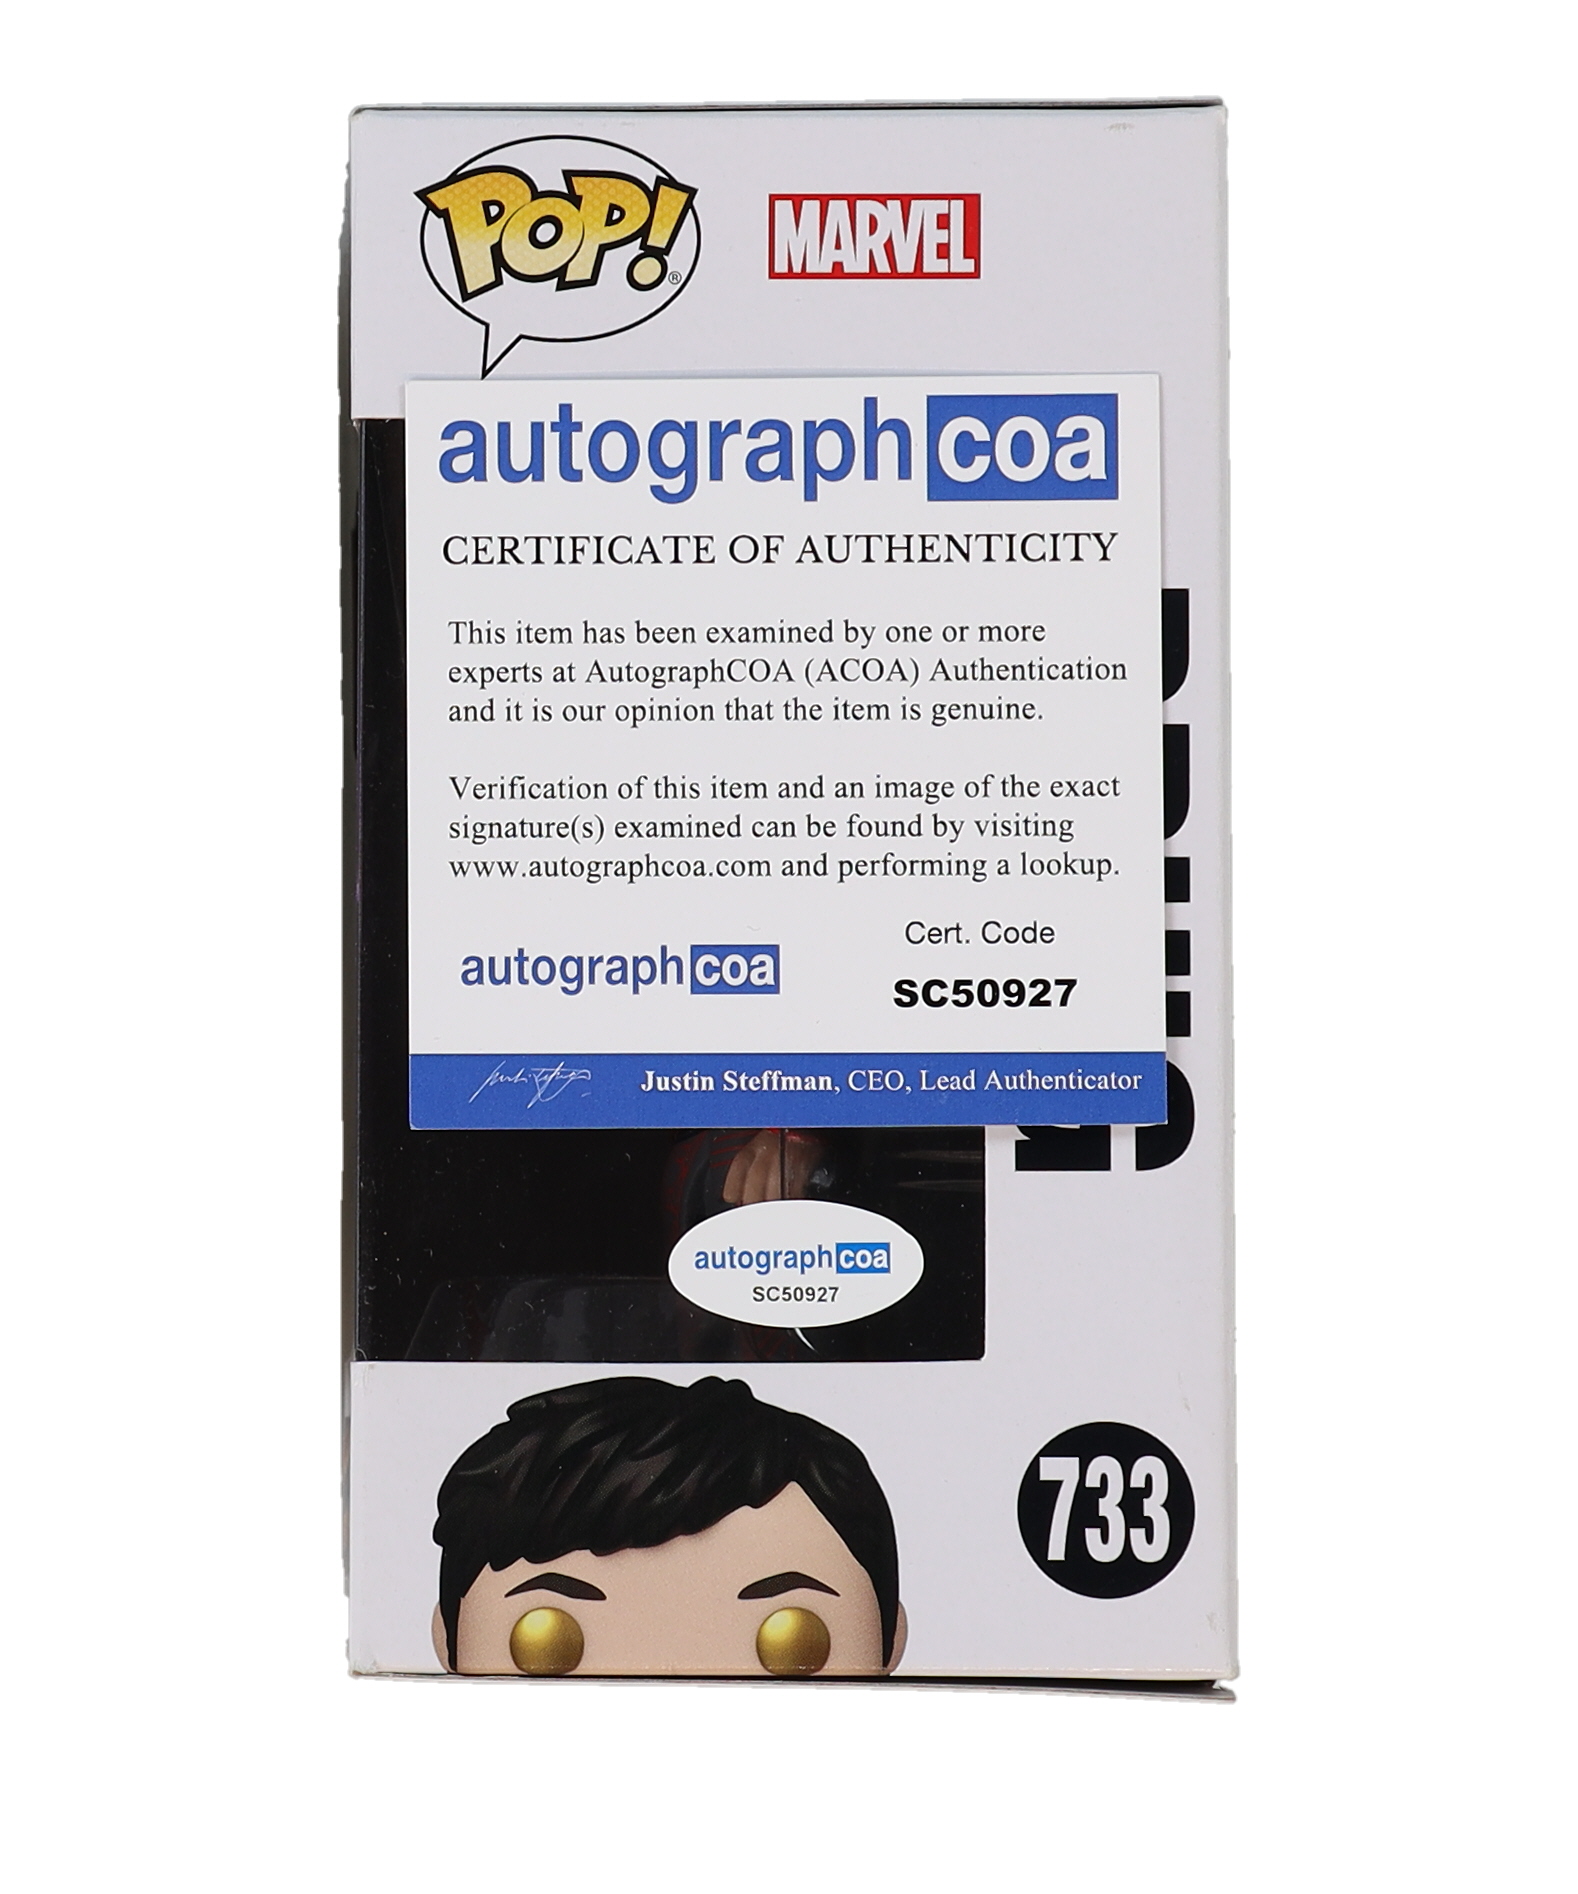 POP!
®
MARVEL
autographcoa
CERTIFICATE OF AUTHENTICITY
This item has been examined by one or more
experts at AutographCOA (ACOA) Authentication
and it is our opinion that the item is genuine.
Verification of this item and an image of the exact
signature(s) examined can be found by visiting
www.autographcoa.com and performing a lookup.
autographcoa
Cert. Code
SC50927
Justin Steffman, CEO, Lead Authenticator
autographcoa
SC50927
733